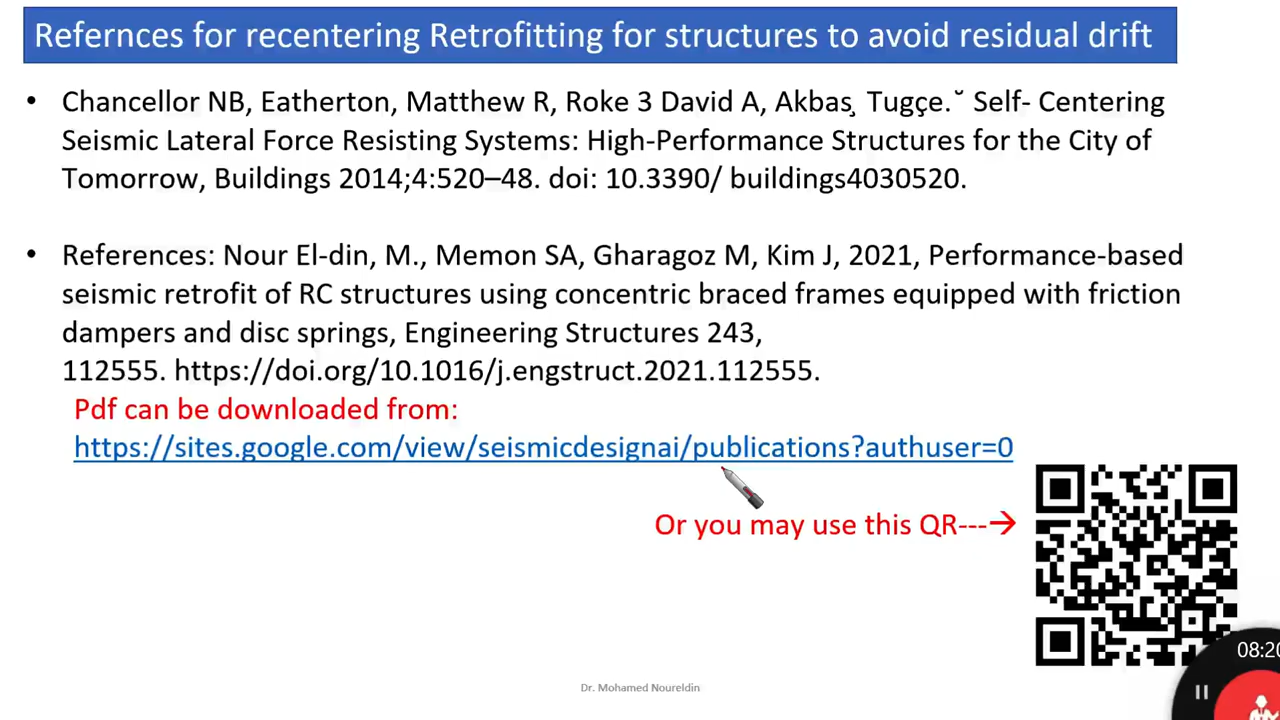 Refernces for recentering Retrofitting for structures to avoid residual drift
• Chancellor NB, Eatherton, Matthew R, Roke 3 David A, Akbas¸ Tugçe.˘ Self- Centering
Seismic Lateral Force Resisting Systems: High-Performance Structures for the City of
Tomorrow, Buildings 2014;4:520–48. doi: 10.3390/ buildings4030520.
• References: Nour El-din, M., Memon SA, Gharagoz M, Kim J, 2021, Performance-based
seismic retrofit of RC structures using concentric braced frames equipped with friction
dampers and disc springs, Engineering Structures 243,
112555. https://doi.org/10.1016/j.engstruct.2021.112555.
Pdf can be downloaded from:
https://sites.google.com/view/seismicdesignai/publications?authuser=0
Or you may use this QR---→
08:20
Dr. Mohamed Noureldin